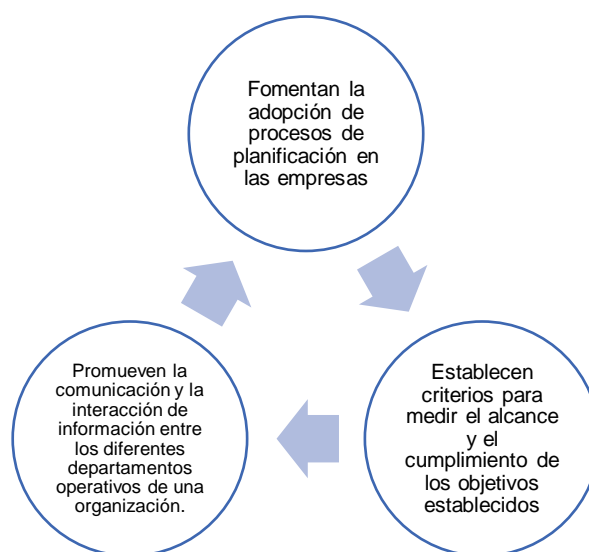 Fomentan la
adopción de
procesos de
planificación en
las empresas
Establecen
criterios para
medir el alcance
y el
cumplimiento de
los objetivos
establecidos
Promueven la
comunicación y la
interacción de
información entre
los diferentes
departamentos
operativos de una
organización.